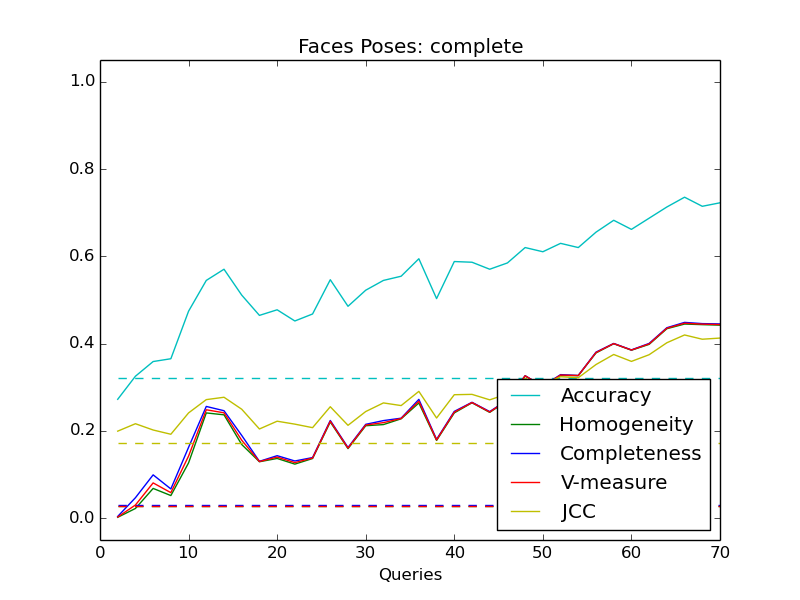 Faces Poses: complete
1.0
0.8
0.6
0.4
0.2
0.0
Accuracy
Homogeneity
Completeness
V-measure
JCC
0 10 20 30 40 50 60 70
Queries